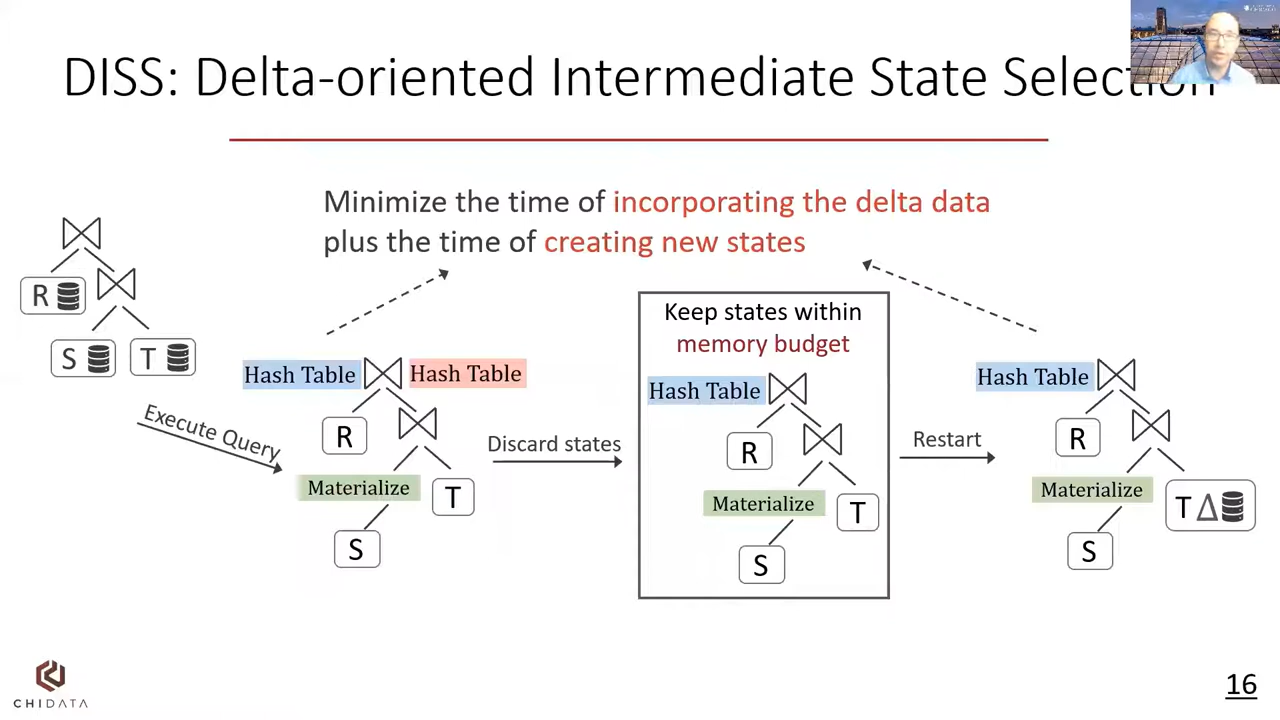 DISS: Delta-oriented Intermediate State Selection
Minimize the time of incorporating the delta data
plus the time of creating new states
R
S
T
Execute Query
Hash Table
Hash Table
R
Materialize
T
S
Discard states
Keep states within
memory budget
Hash Table
R
Materialize
T
S
Restart
Hash Table
R
Materialize
T Δ
S
CHIDATA
16